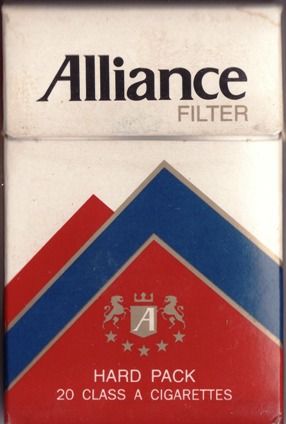 Alliance
FILTER
A
HARD PACK
20 CLASS A CIGARETTES